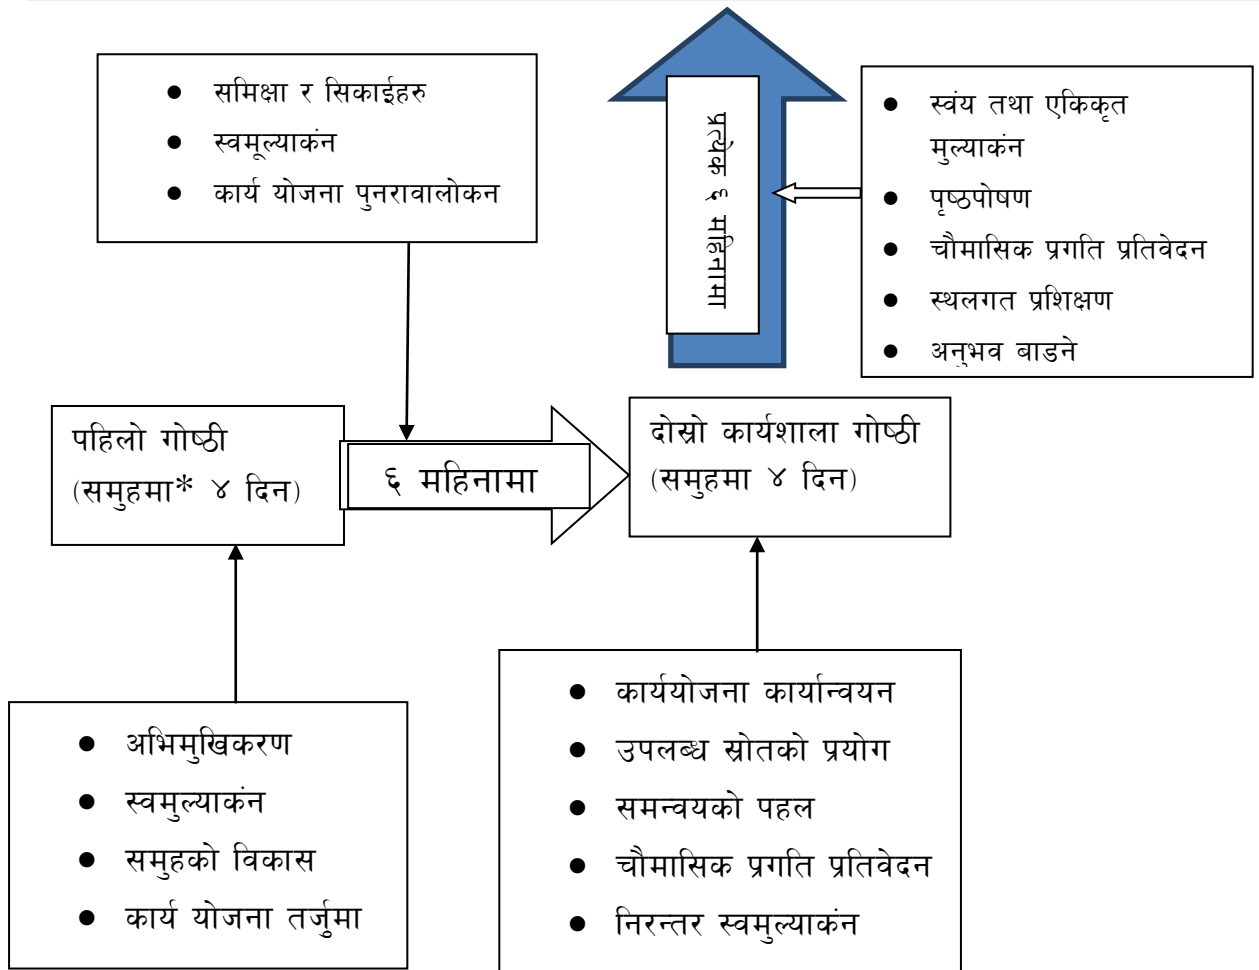 समिक्षा र सिकाईहरु
स्वमूल्याकंन
कार्य योजना पुनरावालोकन
प्रत्येक ६ महिनामा
स्वंय तथा एकिकृत
मुल्याकंन
पृष्ठपोषण
चौमासिक प्रगति प्रतिवेदन
स्थलगत प्रशिक्षण
अनुभव बाडने
पहिलो गोष्ठी
(समुहमा* ४ दिन)
६ महिनामा
दोस्रो कार्यशाला गोष्ठी
(समुहमा ४ दिन)
अभिमुखिकरण
स्वमुल्याकंन
समुहको विकास
कार्य योजना तर्जुमा
कार्ययोजना कार्यान्वयन
उपलब्ध स्रोतको प्रयोग
समन्वयको पहल
चौमासिक प्रगति प्रतिवेदन
निरन्तर स्वमुल्याकंन